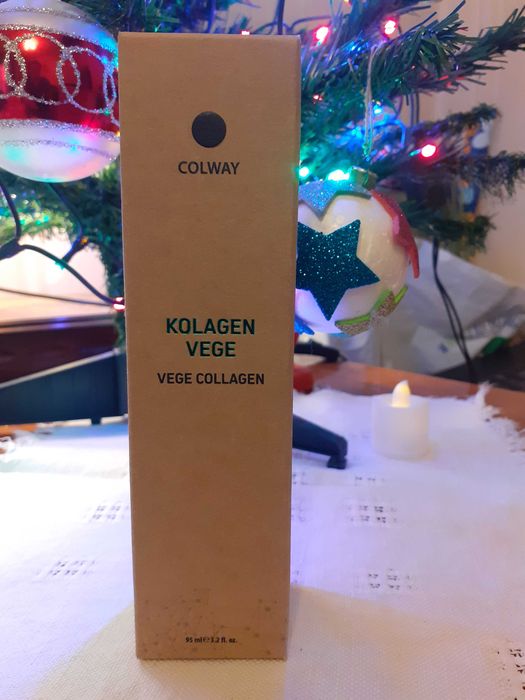 COLWAY
KOLAGEN
VEGE
VEGE COLLAGEN
95 ml ℮ 3.2 fl. oz.